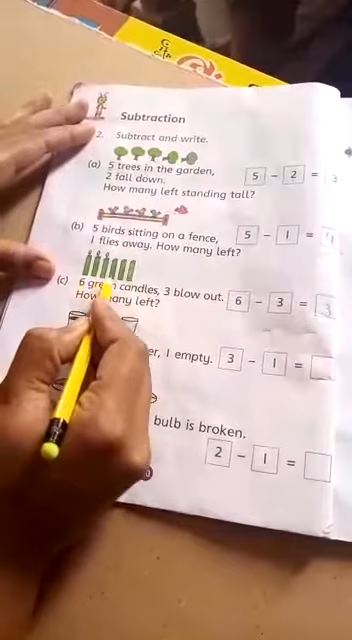 Subtraction
2. Subtract and write.
(a) 5 trees in the garden,
2 fall down.
How many left standing tall?
5 - 2 = 3
(b) 5 birds sitting on a fence,
1 flies away. How many left?
5 - 1 =
(c) 6 green candles, 3 blow out.
How many left?
6 - 3 = 3
er, 1 empty.
3 - 1 =
bulb is broken.
2 - 1 =